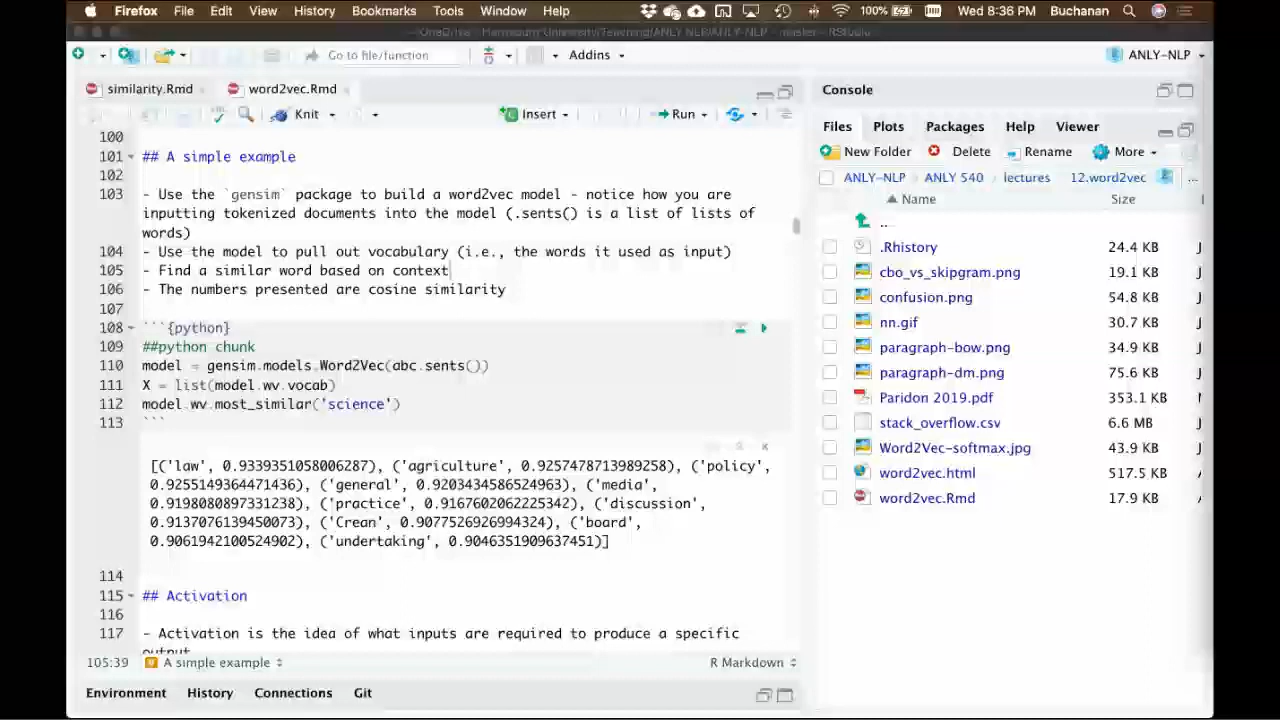 Firefox File Edit View History Bookmarks Tools Window Help 100% Wed 8:36 PM Buchanan
OneDrive - Harrisburg University/Teaching/ANLY NLP/ANLY-NLP - master - RStudio
Go to file/function Addins ANLY-NLP
similarity.Rmd word2vec.Rmd
Knit Insert Run
100
101 ## A simple example
102
103 - Use the `gensim` package to build a word2vec model - notice how you are
inputting tokenized documents into the model (.sents() is a list of lists of
words)
104 - Use the model to pull out vocabulary (i.e., the words it used as input)
105 - Find a similar word based on context
106 - The numbers presented are cosine similarity
107
108 ```{python}
109 ##python chunk
110 model = gensim.models.Word2Vec(abc.sents())
111 X = list(model.wv.vocab)
112 model.wv.most_similar('science')
113 ```
[('law', 0.9339351058006287), ('agriculture', 0.9257478713989258), ('policy',
0.9255149364471436), ('general', 0.9203434586524963), ('media',
0.9198080897331238), ('practice', 0.9167602062225342), ('discussion',
0.9137076139450073), ('Crean', 0.9077526926994324), ('board',
0.9061942100524902), ('undertaking', 0.9046351909637451)]
114
115 ## Activation
116
117 - Activation is the idea of what inputs are required to produce a specific
output
105:39 A simple example R Markdown
Environment History Connections Git
Console
Files Plots Packages Help Viewer
New Folder Delete Rename More
ANLY-NLP ANLY 540 lectures 12.word2vec ...
Name Size
..
.Rhistory 24.4 KB J
cbo_vs_skipgram.png 19.1 KB J
confusion.png 54.8 KB J
nn.gif 30.7 KB J
paragraph-bow.png 34.9 KB J
paragraph-dm.png 75.6 KB J
Paridon 2019.pdf 353.1 KB J
stack_overflow.csv 6.6 MB J
Word2Vec-softmax.jpg 43.9 KB J
word2vec.html 517.5 KB J
word2vec.Rmd 17.9 KB J